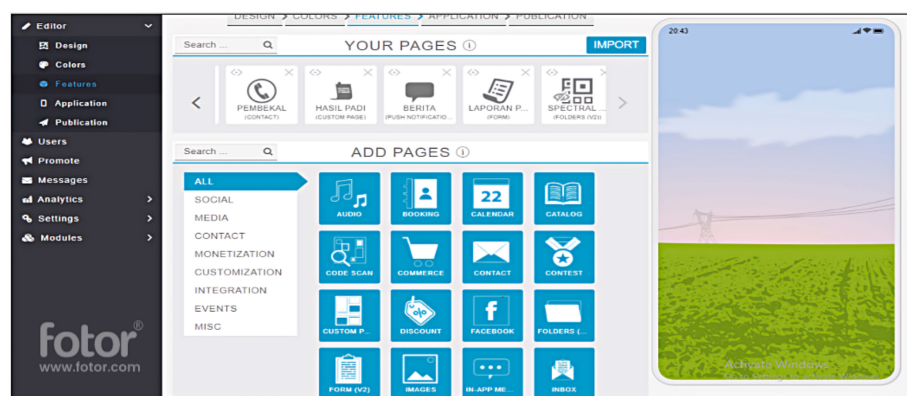 DESIGN > COLORS > FEATURES > APPLICATION > PUBLICATION
Editor
Design
Colors
Features
Application
Publication
Users
Promote
Messages
Analytics
Settings
Modules
fotor®
www.fotor.com
Search ...
YOUR PAGES
IMPORT
PEMBEKAL
(CONTACT)
HASIL PADI
(CUSTOM PAGE)
BERITA
(PUSH NOTIFICATIO...
LAPORAN P...
(FORM)
SPECTRAL ...
(FOLDERS (V2))
Search ...
ADD PAGES
ALL
SOCIAL
MEDIA
CONTACT
MONETIZATION
CUSTOMIZATION
INTEGRATION
EVENTS
MISC
AUDIO
BOOKING
22
CALENDAR
CATALOG
CODE SCAN
COMMERCE
CONTACT
CONTEST
CUSTOM P...
DISCOUNT
FACEBOOK
FOLDERS (...
FORM (V2)
IMAGES
IN-APP ME...
INBOX
20:43
Activate Windows